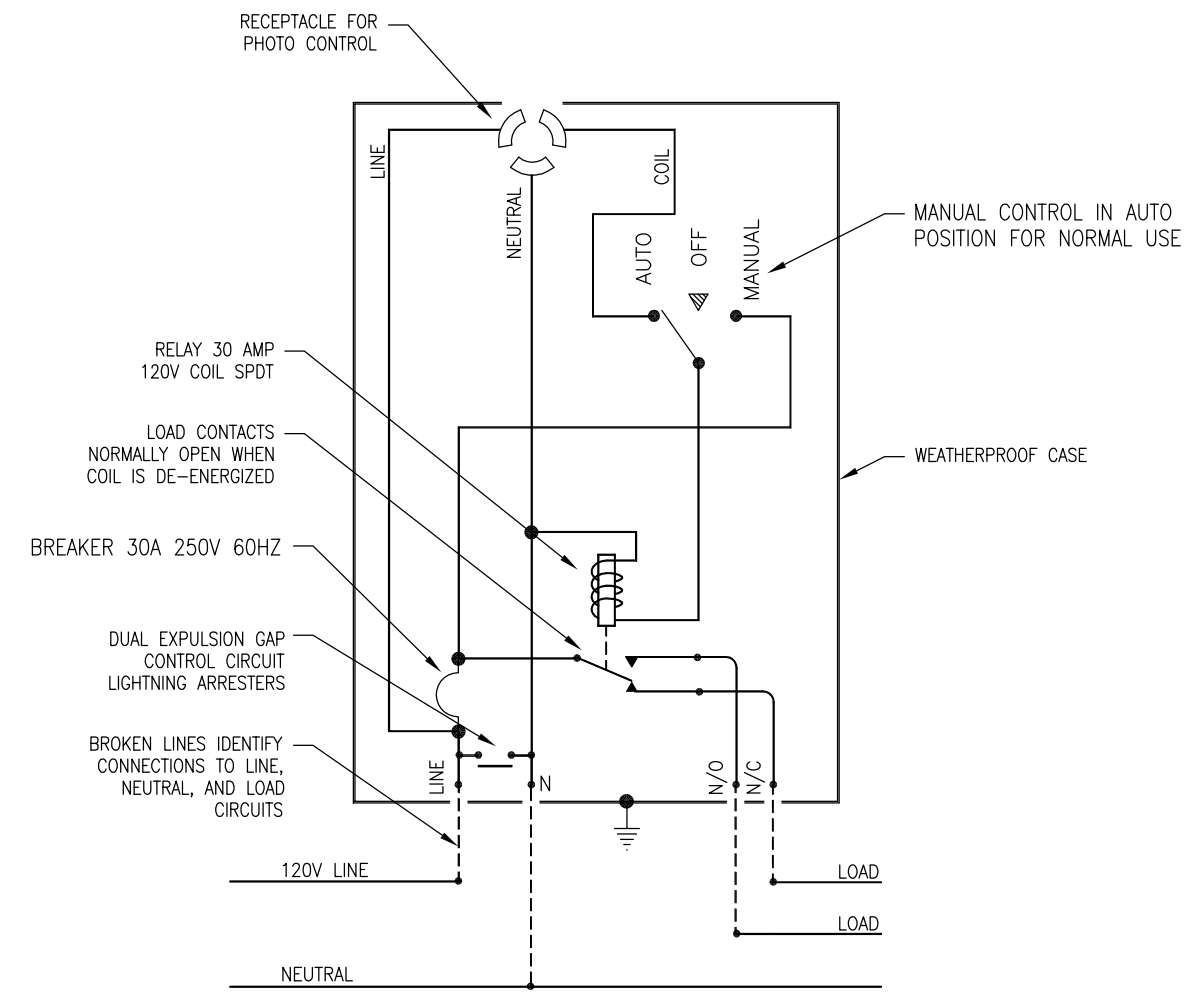 RECEPTACLE FOR
PHOTO CONTROL
LINE
NEUTRAL
COIL
AUTO
OFF
MANUAL
MANUAL CONTROL IN AUTO
POSITION FOR NORMAL USE
RELAY 30 AMP
120V COIL SPDT
LOAD CONTACTS
NORMALLY OPEN WHEN
COIL IS DE-ENERGIZED
WEATHERPROOF CASE
BREAKER 30A 250V 60HZ
DUAL EXPULSION GAP
CONTROL CIRCUIT
LIGHTNING ARRESTERS
BROKEN LINES IDENTIFY
CONNECTIONS TO LINE,
NEUTRAL, AND LOAD
CIRCUITS
LINE
N
N/O
N/C
120V LINE
LOAD
LOAD
NEUTRAL